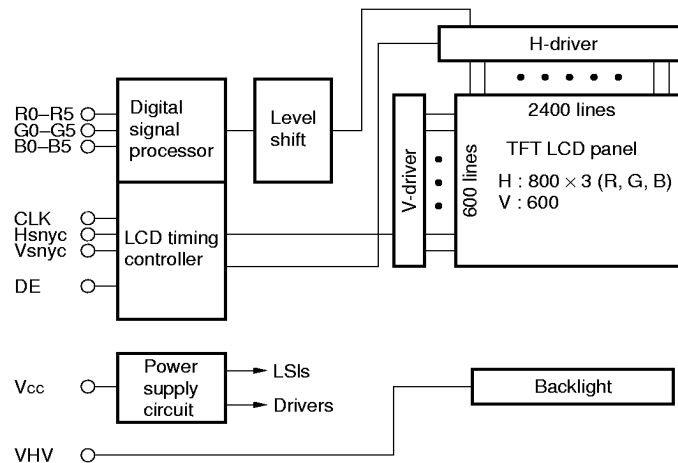 H-driver
R0–R5
G0–G5
B0–B5
Digital
signal
processor
Level
shift
2400 lines
V-driver
600 lines
TFT LCD panel
H : 800 × 3 (R, G, B)
V : 600
CLK
Hsnyc
Vsnyc
DE
LCD timing
controller
Vcc
Power
supply
circuit
LSIs
Drivers
Backlight
VHV